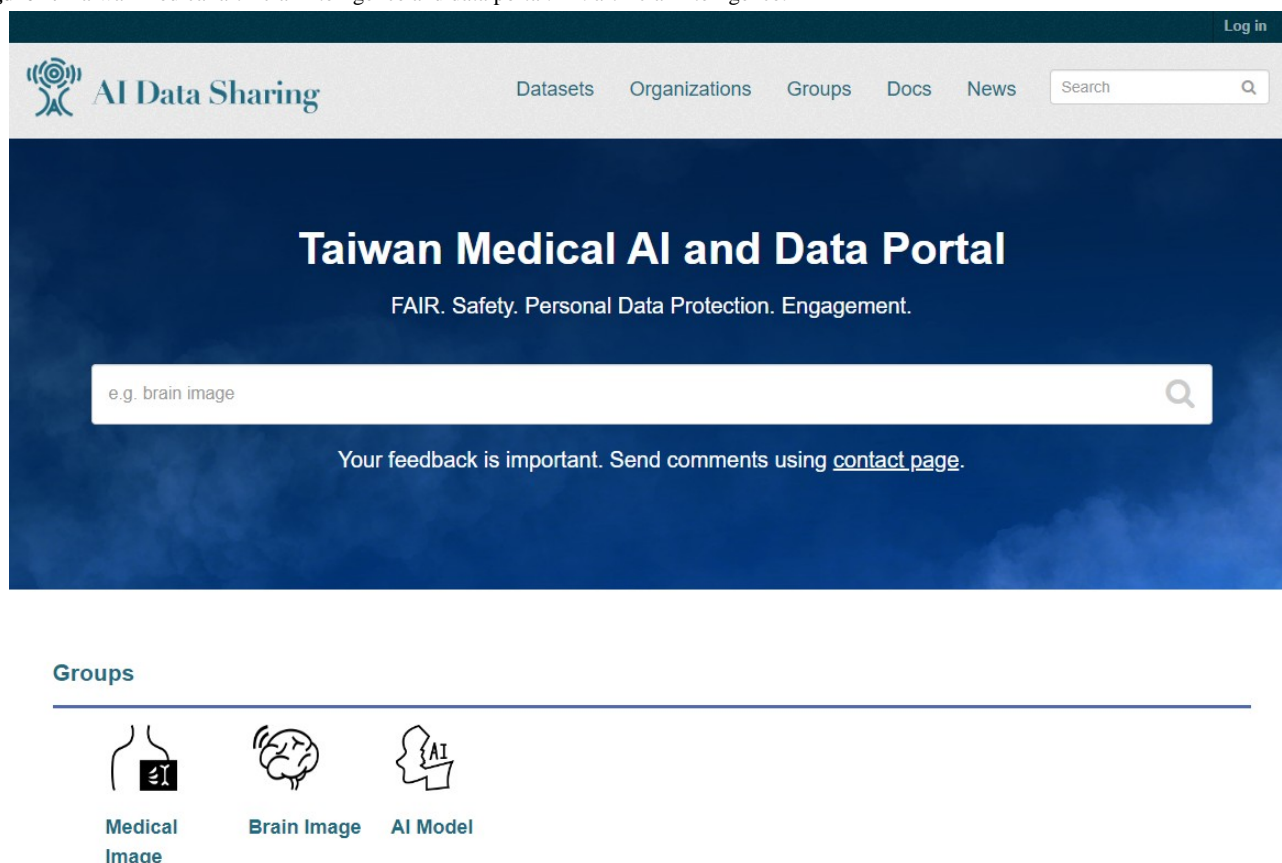 Log in
AI Data Sharing
Datasets Organizations Groups Docs News Search
Taiwan Medical AI and Data Portal
FAIR. Safety. Personal Data Protection. Engagement.
e.g. brain image
Your feedback is important. Send comments using contact page.
Groups
AI
Medical Brain Image AI Model
Image